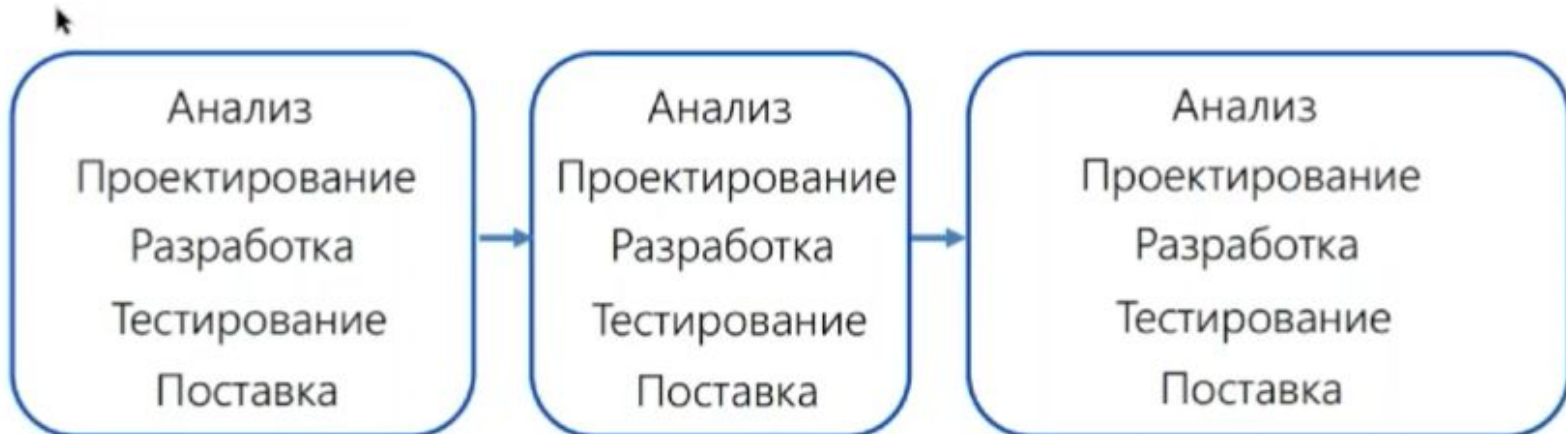 Анализ
Проектирование
Разработка
Тестирование
Поставка
Анализ
Проектирование
Разработка
Тестирование
Поставка
Анализ
Проектирование
Разработка
Тестирование
Поставка